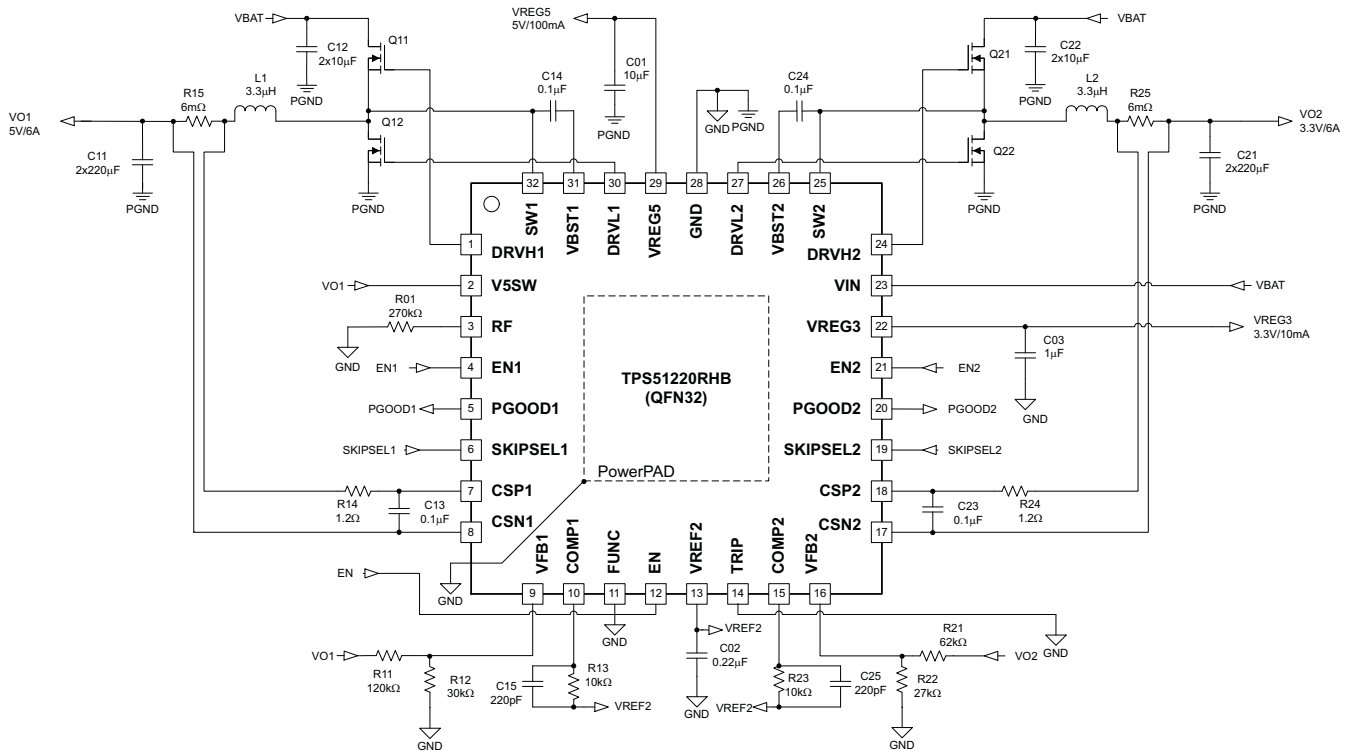 VBAT
C12
2x10μF
PGND
Q11
VREG5
5V/100mA
C01
10μF
PGND
VBAT
Q21
C22
2x10μF
PGND
L1
3.3μH
R15
6mΩ
VO1
5V/6A
C11
2x220μF
PGND
Q12
PGND
C14
0.1μF
GND
PGND
C24
0.1μF
L2
3.3μH
R25
6mΩ
VO2
3.3V/6A
C21
2x220μF
PGND
Q22
PGND
32
31
30
29
28
27
26
25
SW1
VBST1
DRVL1
VREG5
GND
DRVL2
VBST2
SW2
1
DRVH1
DRVH2
24
VO1
2
V5SW
VIN
23
VBAT
R01
270kΩ
GND
3
RF
VREG3
22
VREG3
3.3V/10mA
C03
1μF
GND
EN1
4
EN1
EN2
21
EN2
TPS51220RHB
(QFN32)
PGOOD1
5
PGOOD1
PGOOD2
20
PGOOD2
SKIPSEL1
6
SKIPSEL1
SKIPSEL2
19
SKIPSEL2
PowerPAD
7
CSP1
CSP2
18
R14
1.2Ω
C13
0.1μF
R24
1.2Ω
C23
0.1μF
8
CSN1
CSN2
17
VFB1
COMP1
FUNC
EN
VREF2
TRIP
COMP2
VFB2
EN
GND
9
10
11
12
13
14
15
16
GND
VREF2
GND
VO1
R11
120kΩ
R12
30kΩ
GND
C15
220pF
R13
10kΩ
VREF2
C02
0.22μF
GND
R23
10kΩ
VREF2
C25
220pF
R21
62kΩ
VO2
R22
27kΩ
GND